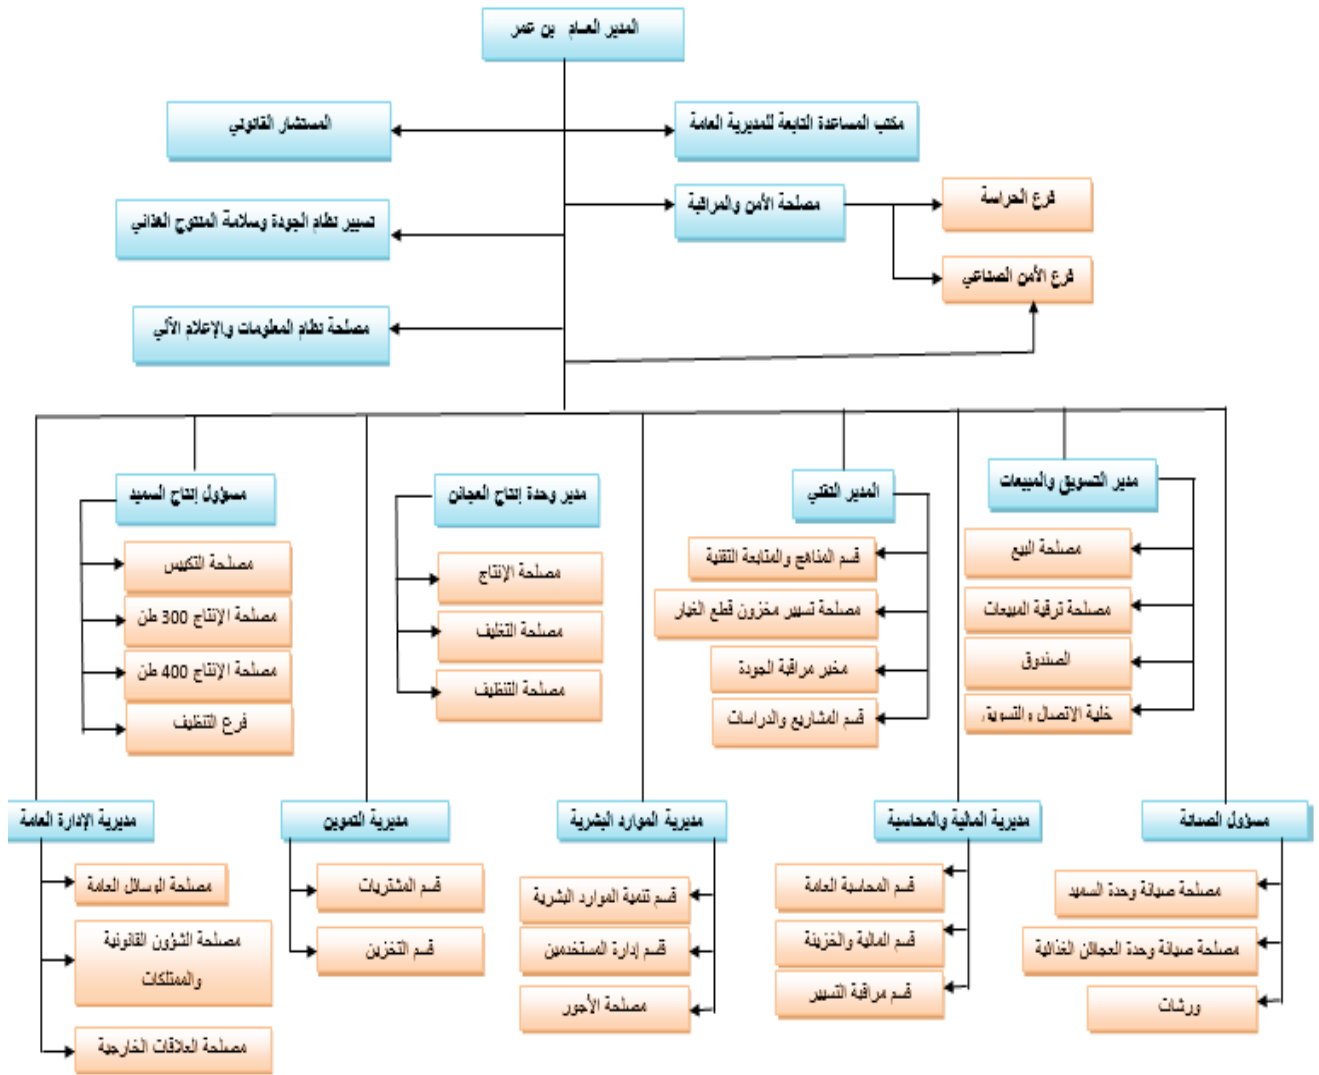 المدير العام بن عمر
مكتب المساعدة التابعة للمديرية العامة
المستشار القانوني
مصلحة الأمن والمراقبة
فرع الحراسة
تسيير نظام الجودة وسلامة المنتوج الغذائي
فرع الأمن الصناعي
مصلحة نظام المعلومات والإعلام الآلي
مدير التسويق والمبيعات
مصلحة البيع
مصلحة ترقية المبيعات
الصندوق
خلية الاتصال والتسويق
المدير التقني
قسم المناهج والمتابعة التقنية
مصلحة تسيير مخزون قطع الغيار
مخبر مراقبة الجودة
قسم المشاريع والدراسات
مدير وحدة إنتاج العجائن
مصلحة الإنتاج
مصلحة التغليف
مصلحة التنظيف
مسؤول إنتاج السميد
مصلحة التكييس
مصلحة الإنتاج 300 طن
مصلحة الإنتاج 400 طن
فرع التنظيف
مسؤول الصيانة
مصلحة صيانة وحدة السميد
مصلحة صيانة وحدة العجائن الغذائية
ورشات
مديرية المالية والمحاسبة
قسم المحاسبة العامة
قسم المالية والخزينة
قسم مراقبة التسيير
مديرية الموارد البشرية
قسم تنمية الموارد البشرية
قسم إدارة المستخدمين
مصلحة الأجور
مديرية التموين
قسم المشتريات
قسم التخزين
مديرية الإدارة العامة
مصلحة الوسائل العامة
مصلحة الشؤون القانونية
والممتلكات
مصلحة العلاقات الخارجية